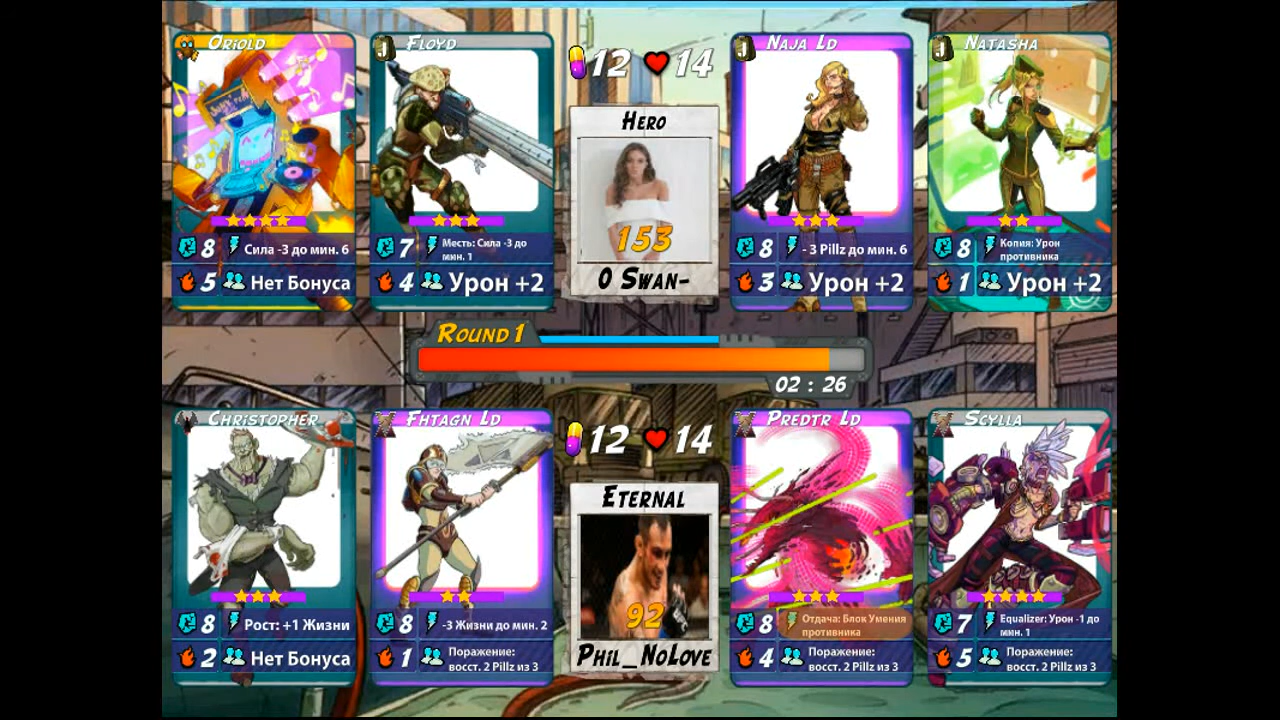 Oriold
Floyd
12 14
Naja Ld
Natasha
Hero
153
0 Swan-
8 Сила -3 до мин. 6
5 Нет Бонуса
7 Месть: Сила -3 до
мин. 1
4 Урон +2
8 - 3 Pillz до мин. 6
3 Урон +2
8 Копия: Урон
противника
1 Урон +2
Round 1
02 : 26
Christopher
Fhtagn Ld
12 14
Predtr Ld
Scylla
Eternal
92
Phil_NoLove
8 Рост: +1 Жизни
2 Нет Бонуса
8 -3 Жизни до мин. 2
1 Поражение:
восст. 2 Pillz из 3
8 Отдача: Блок Умения
противника
4 Поражение:
восст. 2 Pillz из 3
7 Equalizer: Урон -1 до
мин. 1
5 Поражение:
восст. 2 Pillz из 3